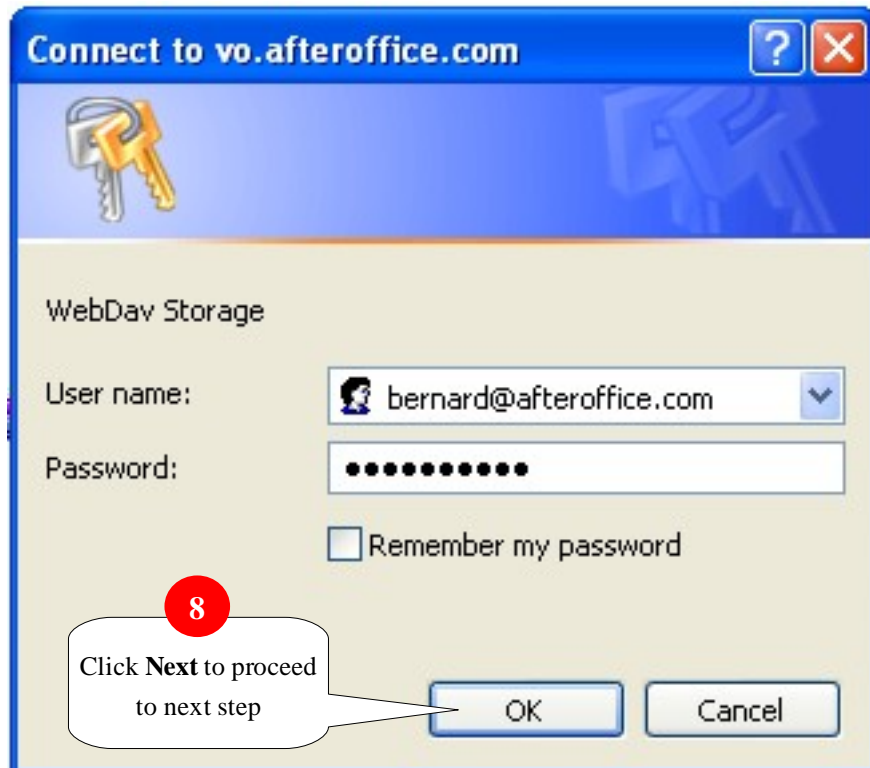 Connect to vo.afteroffice.com
?
WebDav Storage
User name:
bernard@afteroffice.com
Password:
••••••••••
Remember my password
8
Click Next to proceed
to next step
OK
Cancel